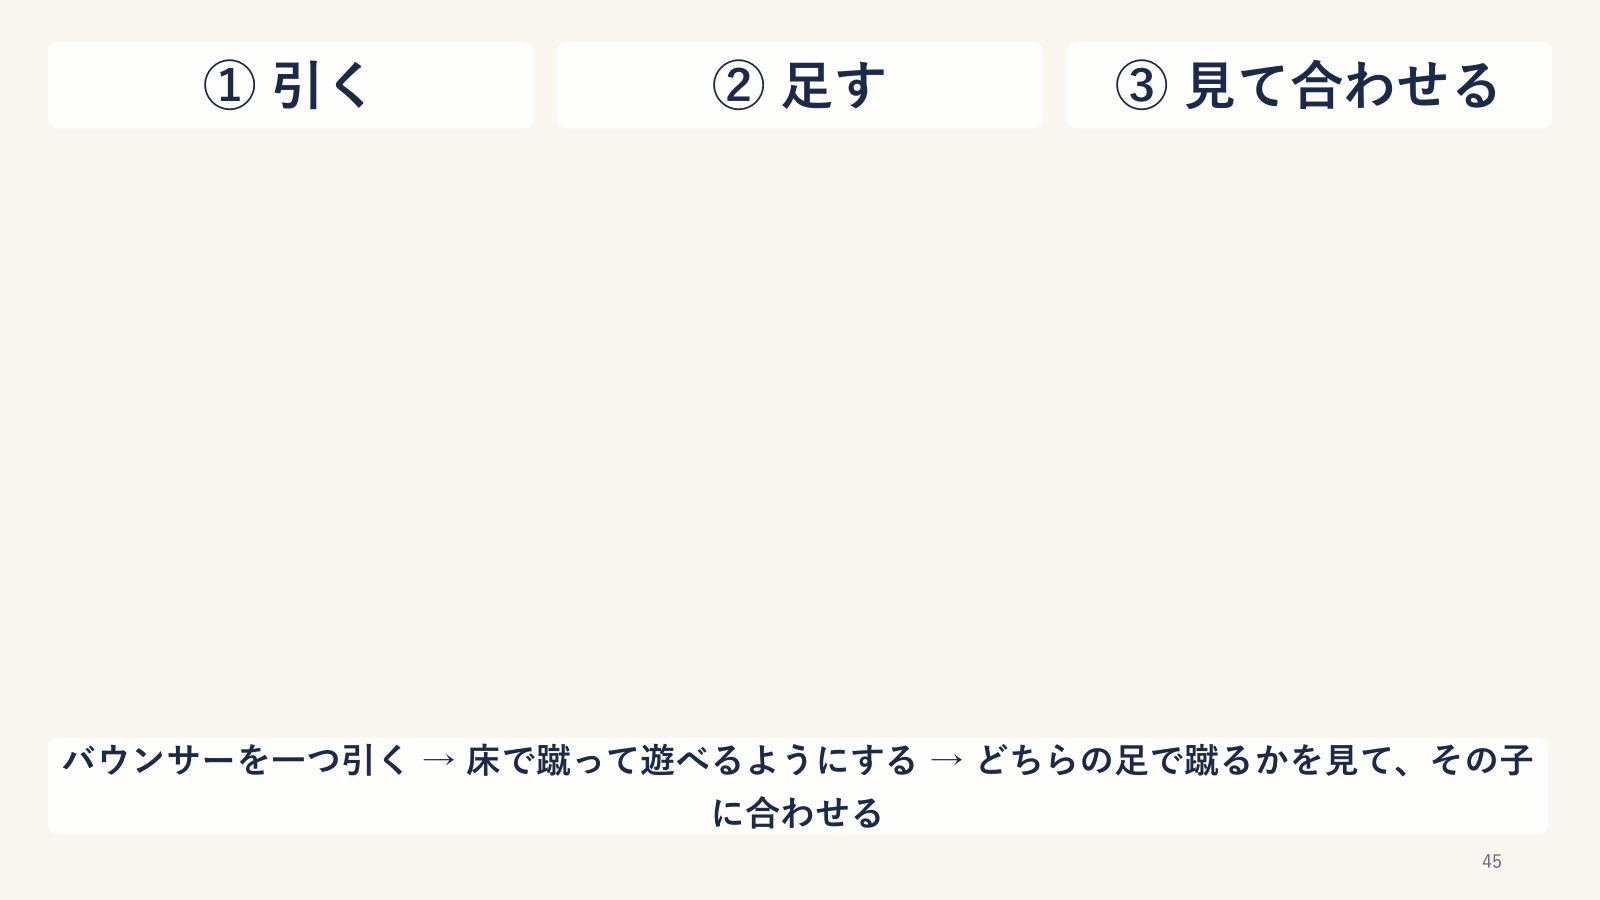 ① 引く
② 足す
③ 見て合わせる
バウンサーを一つ引く → 床で蹴って遊べるようにする → どちらの足で蹴るかを見て、その子
に合わせる
45